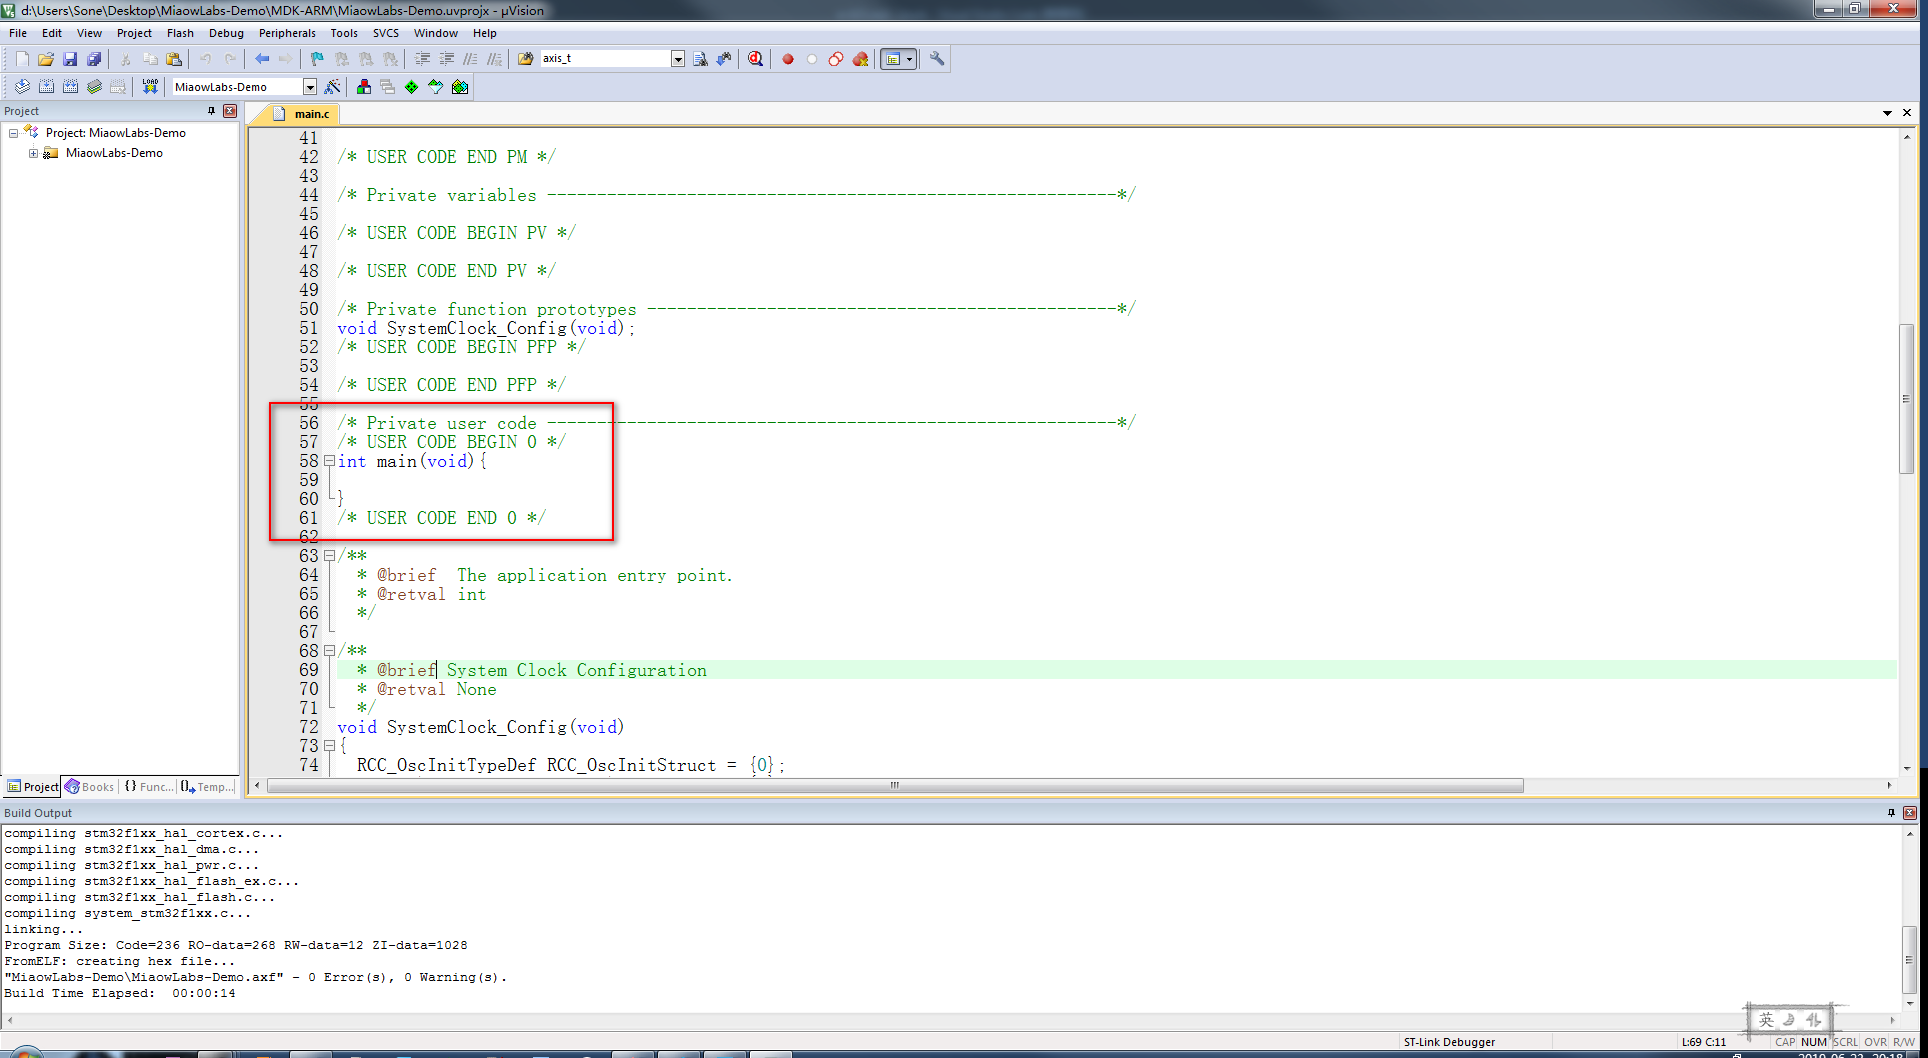 d:\Users\Sone\Desktop\MiaowLabs-Demo\MDK-ARM\MiaowLabs-Demo.uvprojx - µVision
File Edit View Project Flash Debug Peripherals Tools SVCS Window Help
axis_t
LOAD MiaowLabs-Demo
Project
Project: MiaowLabs-Demo
MiaowLabs-Demo
main.c
41
42 /* USER CODE END PM */
43
44 /* Private variables ---------------------------------------------------------*/
45
46 /* USER CODE BEGIN PV */
47
48 /* USER CODE END PV */
49
50 /* Private function prototypes -----------------------------------------------*/
51 void SystemClock_Config(void);
52 /* USER CODE BEGIN PFP */
53
54 /* USER CODE END PFP */
55
56 /* Private user code ---------------------------------------------------------*/
57 /* USER CODE BEGIN 0 */
58 int main(void){
59
60 }
61 /* USER CODE END 0 */
62
63 /**
64 * @brief  The application entry point.
65 * @retval int
66 */
67
68 /**
69 * @brief System Clock Configuration
70 * @retval None
71 */
72 void SystemClock_Config(void)
73 {
74 RCC_OscInitTypeDef RCC_OscInitStruct = {0};
Project Books {} Func... Temp...
Build Output
compiling stm32f1xx_hal_cortex.c...
compiling stm32f1xx_hal_dma.c...
compiling stm32f1xx_hal_pwr.c...
compiling stm32f1xx_hal_flash_ex.c...
compiling stm32f1xx_hal_flash.c...
compiling system_stm32f1xx.c...
linking...
Program Size: Code=236 RO-data=268 RW-data=12 ZI-data=1028
FromELF: creating hex file...
"MiaowLabs-Demo\MiaowLabs-Demo.axf" - 0 Error(s), 0 Warning(s).
Build Time Elapsed:  00:00:14
英
ST-Link Debugger L:69 C:11 CAP NUM SCRL OVR R/W